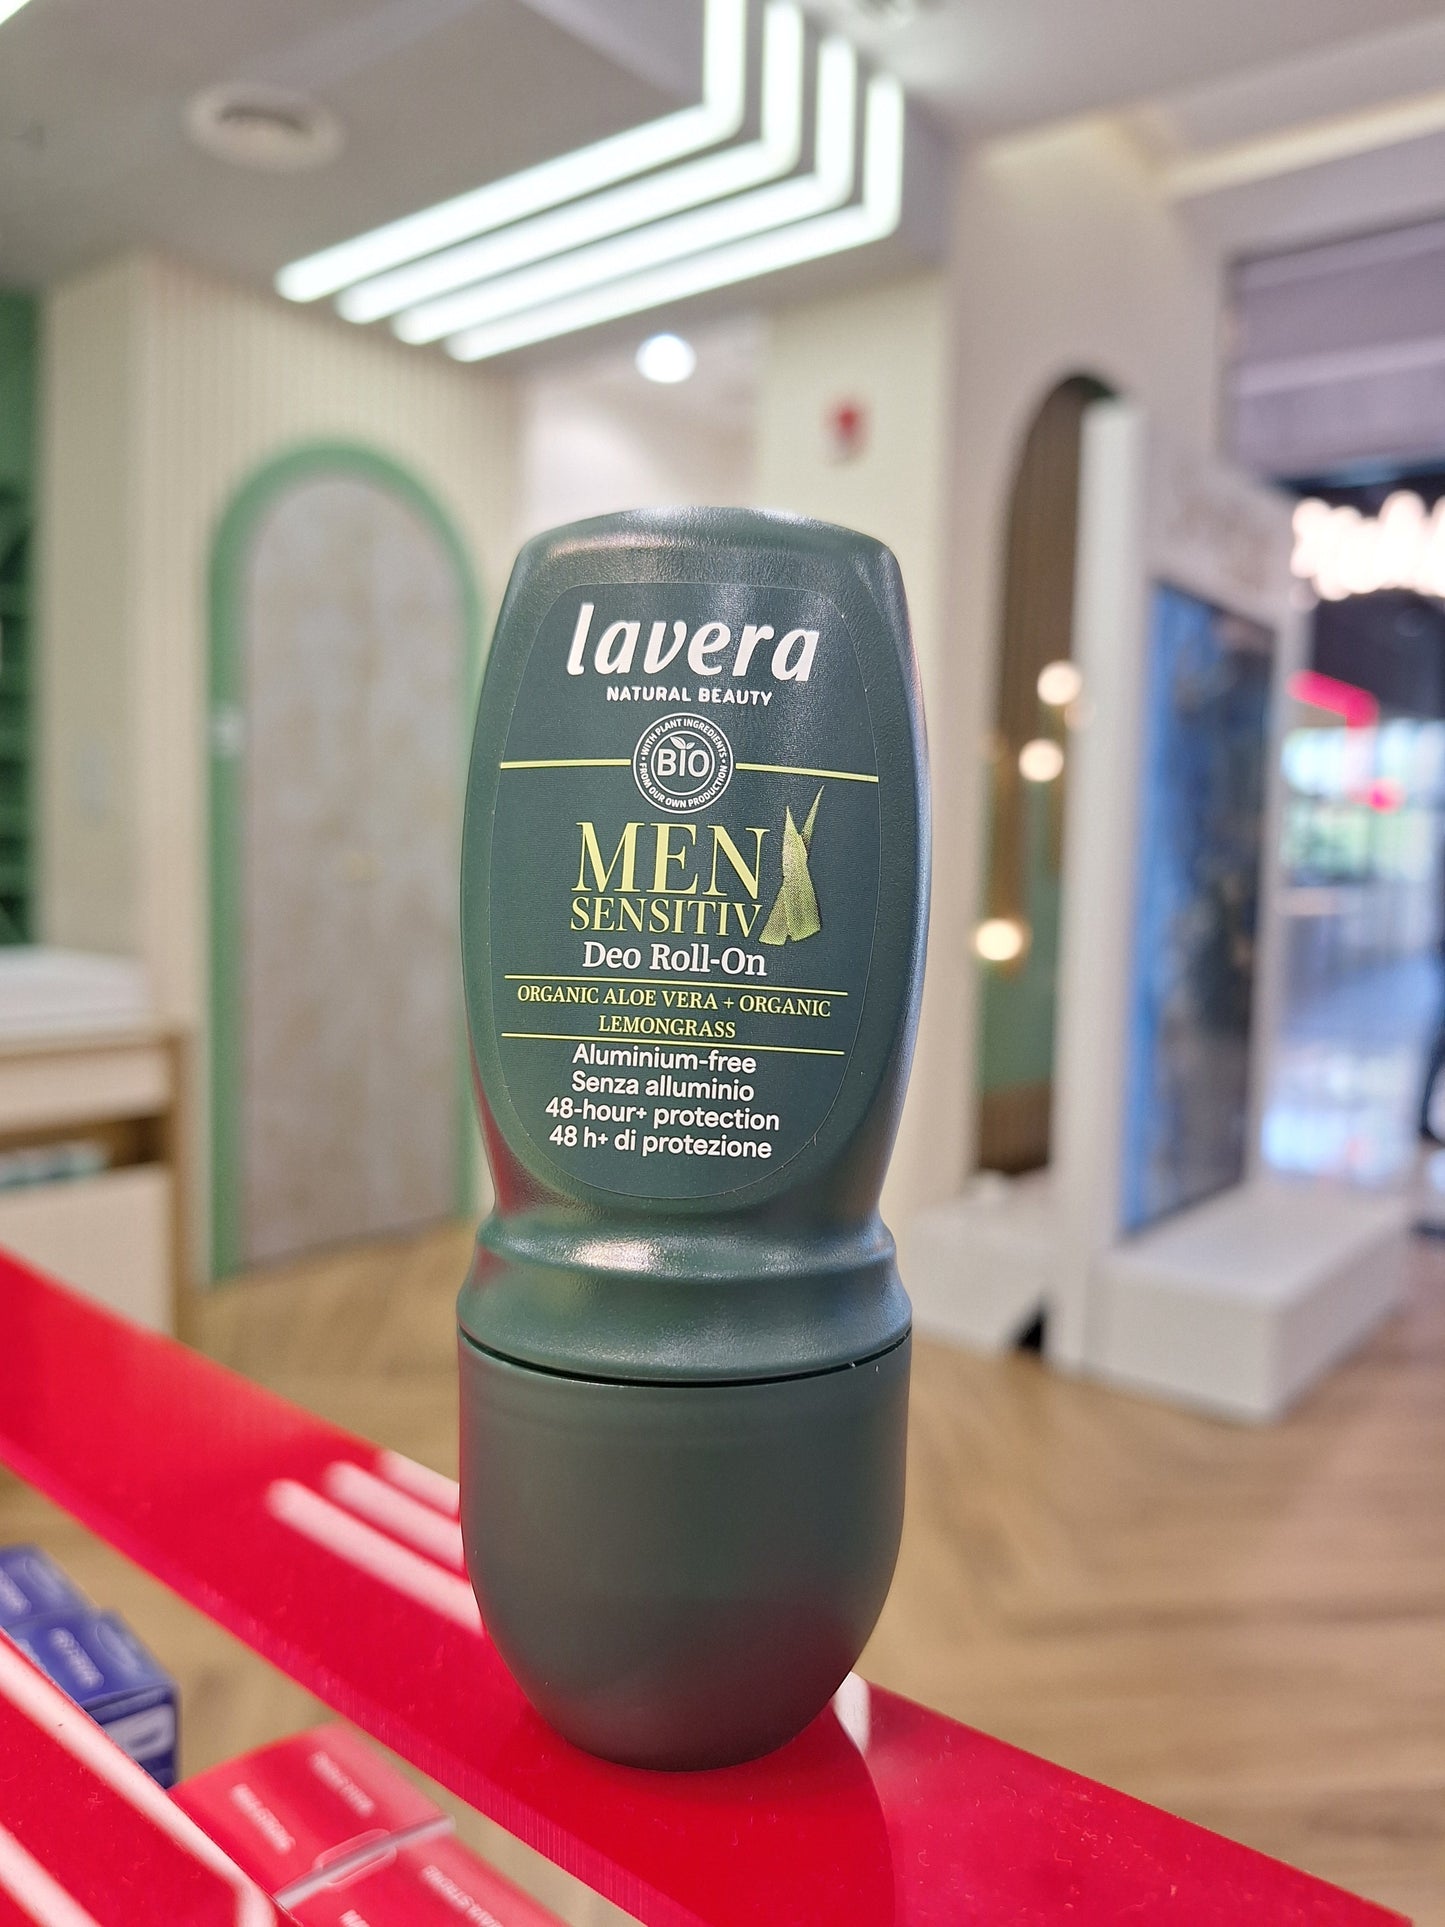 lavera
NATURAL BEAUTY
WITH PLANT INGREDIENTS
BIO
FROM OUR OWN PRODUCTION
MEN
SENSITIV
Deo Roll-On
ORGANIC ALOE VERA + ORGANIC
LEMONGRASS
Aluminium-free
Senza alluminio
48-hour+ protection
48 h+ di protezione